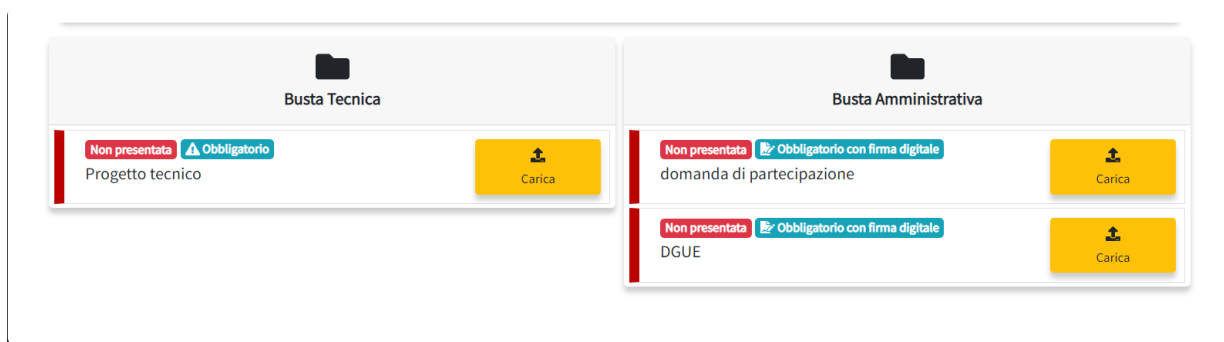 Busta Tecnica
Non presentata Obbligatorio
Progetto tecnico
Carica
Busta Amministrativa
Non presentata Obbligatorio con firma digitale
domanda di partecipazione
Carica
Non presentata Obbligatorio con firma digitale
DGUE
Carica